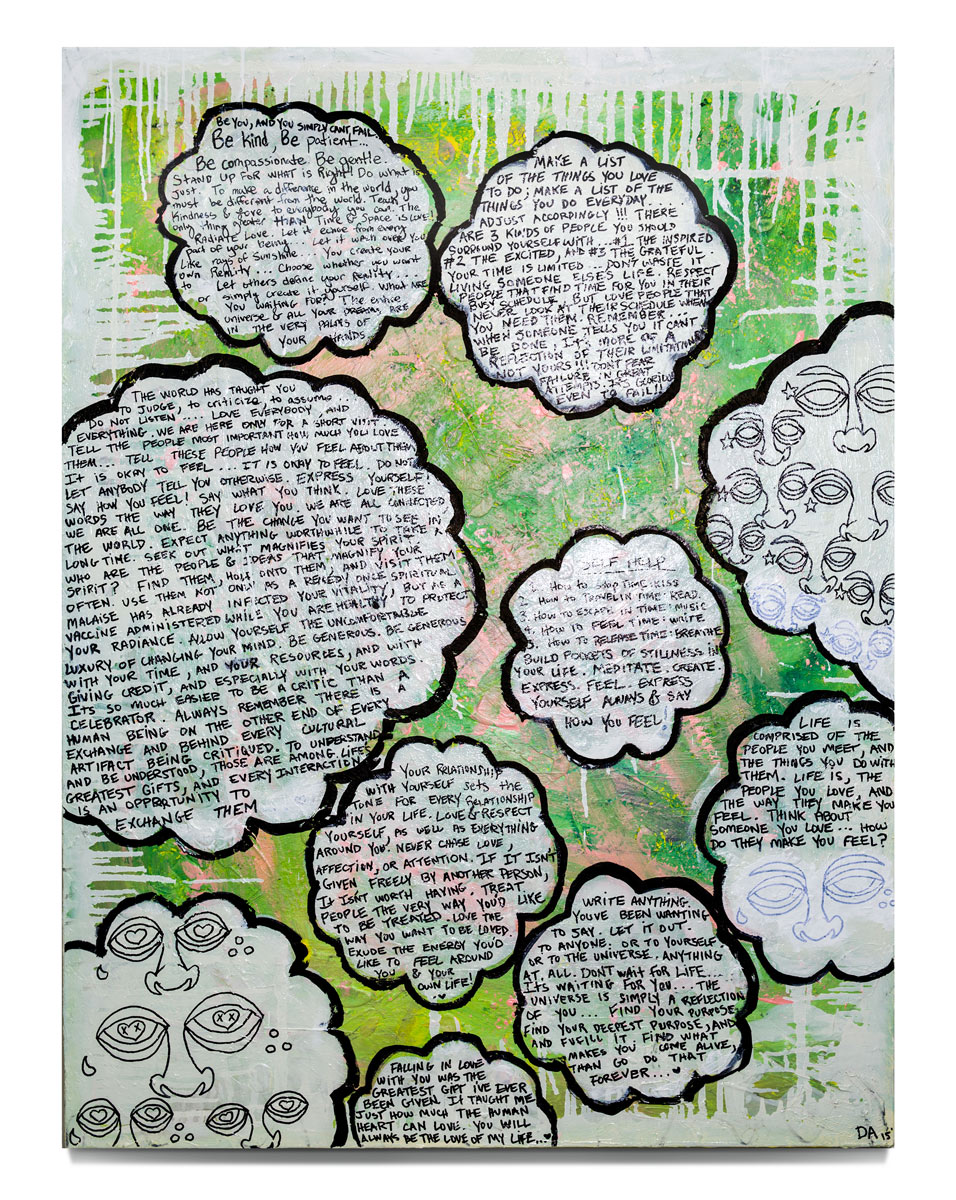 BE YOU, AND YOU SIMPLY CANT FAIL.
Be kind, Be patient...
Be compassionate. Be gentle.
STAND UP FOR WHAT IS Right! Do what is
just. To make a difference in the world, you
must be different from the world. Teach
Kindness & love to everybody you can. The
only thing greater THAN Time & Space is LOVE!
RADIATE Love. Let it echoe from every
part of your being... Let it wash over you
like rays of Sunshine... You create your
own Reality... Choose whether you want
to Let others define your Reality..
or simply create it yourself. WHAT ARE
YOU WAITING FOR? The entire
universe & ALL YOUR DREAMS ARE
IN THE VERY PALMS OF
YOUR HANDS
MAKE A LIST
OF THE THINGS YOU LOVE
TO DO; MAKE A LIST OF THE
THINGS YOU DO EVERYDAY...
ADJUST ACCORDINGLY!!! THERE
ARE 3 KINDS OF PEOPLE YOU SHOULD
SURROUND YOURSELF WITH... #1 THE INSPIRED
#2 THE EXCITED, AND #3 THE GRATEFUL
YOUR TIME IS LIMITED... DONT WASTE IT
LIVING SOMEONE ELSES LIFE. RESPECT
PEOPLE THAT FIND TIME FOR YOU IN THEIR
BUSY SCHEDULE. BUT LOVE PEOPLE THAT
NEVER LOOK AT THEIR SCHEDULE WHEN
YOU NEED THEM. REMEMBER...
WHEN SOMEONE TELLS YOU IT CANT
BE DONE IT'S MORE OF A
REFLECTION OF THEIR LIMITATIONS
NOT YOURS!!! DONT FEAR
FAILURE IN GREAT
ATTEMPTS. IT'S GLORIOUS
EVEN TO FAIL!!
THE WORLD HAS TAUGHT YOU
TO JUDGE, to criticize to assume...
DO NOT LISTEN.... LOVE EVERYBODY AND
EVERYTHING. WE ARE HERE ONLY FOR A SHORT VISIT
TELL THE PEOPLE MOST IMPORTANT HOW MUCH YOU LOVE
THEM... TELL THESE PEOPLE HOW YOU FEEL ABOUT THEM
It is OKAY to FEEL... IT IS OKAY TO FEEL. DO NOT
LET ANYBODY TELL YOU OTHERWISE. EXPRESS YOURSELF
SAY HOW YOU FEEL! SAY WHAT YOU THINK. LOVE THESE
WORDS THE WAY THEY LOVE YOU. WE ARE ALL CONNECTED
WE ARE ALL ONE. BE THE CHANGE YOU WANT TO SEE IN
THE WORLD. EXPECT ANYTHING WORTHWHILE TO TAKE A
LONG TIME. SEEK OUT WHAT MAGNIFIES YOUR SPIRIT.
WHO ARE THE PEOPLE & IDEAS THAT MAGNIFY YOUR
SPIRIT? FIND THEM, HOLD ONTO THEM, AND VISIT THEM
OFTEN. USE THEM NOT ONLY AS A REMEDY ONCE SPIRITUAL
MALAISE HAS ALREADY INFECTED YOUR VITALITY, BUT AS A
VACCINE ADMINISTERED WHILE YOU ARE HEALTHY TO PROTECT
YOUR RADIANCE. ALLOW YOURSELF THE UNCOMFORTABLE
LUXURY OF CHANGING YOUR MIND. BE GENEROUS. BE GENEROUS
WITH YOUR TIME, AND YOUR RESOURCES, AND WITH
GIVING CREDIT, AND ESPECIALLY WITH YOUR WORDS.
ITS SO MUCH EASIER TO BE A CRITIC THAN A
CELEBRATOR. ALWAYS REMEMBER THERE IS A
HUMAN BEING ON THE OTHER END OF EVERY
EXCHANGE AND BEHIND EVERY CULTURAL
ARTIFACT BEING CRITIQUED. TO UNDERSTAND
AND BE UNDERSTOOD, THOSE ARE AMONG LIFES
GREATEST GIFTS, AND EVERY INTERACTION
IS AN OPPORTUNITY TO
EXCHANGE THEM
SELF HELP
1. HOW TO STOP TIME: KISS
2. HOW TO TRAVEL IN TIME: READ
3. HOW TO ESCAPE IN TIME: MUSIC
4. HOW TO FEEL TIME: WRITE
HOW TO RELEASE TIME: BREATHE
BUILD POCKETS OF STILLNESS IN
YOUR LIFE. MEDITATE. CREATE.
EXPRESS. FEEL. EXPRESS
YOURSELF ALWAYS & SAY
HOW YOU FEEL!
LIFE IS
COMPRISED OF THE
PEOPLE YOU MEET, AND
THE THINGS YOU DO WITH
THEM. LIFE IS, THE
PEOPLE YOU LOVE, AND
THE WAY THEY MAKE YOU
FEEL. THINK ABOUT
SOMEONE YOU LOVE... HOW
DO THEY MAKE YOU FEEL?
YOUR RELATIONSHIP
WITH YOURSELF SETS THE
TONE FOR EVERY RELATIONSHIP
IN YOUR LIFE. LOVE & RESPECT
YOURSELF, AS WELL AS EVERYTHING
AROUND YOU. NEVER CHASE LOVE,
AFFECTION, OR ATTENTION. IF IT ISN'T
GIVEN FREELY BY ANOTHER PERSON,
IT ISNT WORTH HAVING. TREAT
PEOPLE THE VERY WAY YOU'D LIKE
TO BE TREATED. LOVE THE
WAY YOU WANT TO BE LOVED.
EXUDE THE ENERGY YOU'D
LIKE TO FEEL AROUND
YOU & YOUR
OWN LIFE!
WRITE ANYTHING.
YOUVE BEEN WANTING
TO SAY. LET IT OUT.
TO ANYONE. OR TO YOURSELF
OR TO THE UNIVERSE. ANYTHING
AT. ALL. DONT WAIT FOR LIFE...
ITS WAITING FOR YOU... THE
UNIVERSE IS SIMPLY A REFLECTION
OF YOU... FIND YOUR PURPOSE
FIND YOUR DEEPEST PURPOSE, AND
AND FULFILL IT. FIND WHAT
MAKES YOU COME ALIVE,
THAN GO DO THAT
FOREVER...
FALLING IN LOVE
WITH YOU WAS THE
GREATEST GIFT I'VE EVER
BEEN GIVEN. IT TAUGHT ME
JUST HOW MUCH THE HUMAN
HEART CAN LOVE. YOU WILL
ALWAYS BE THE LOVE OF MY LIFE...
DA 15